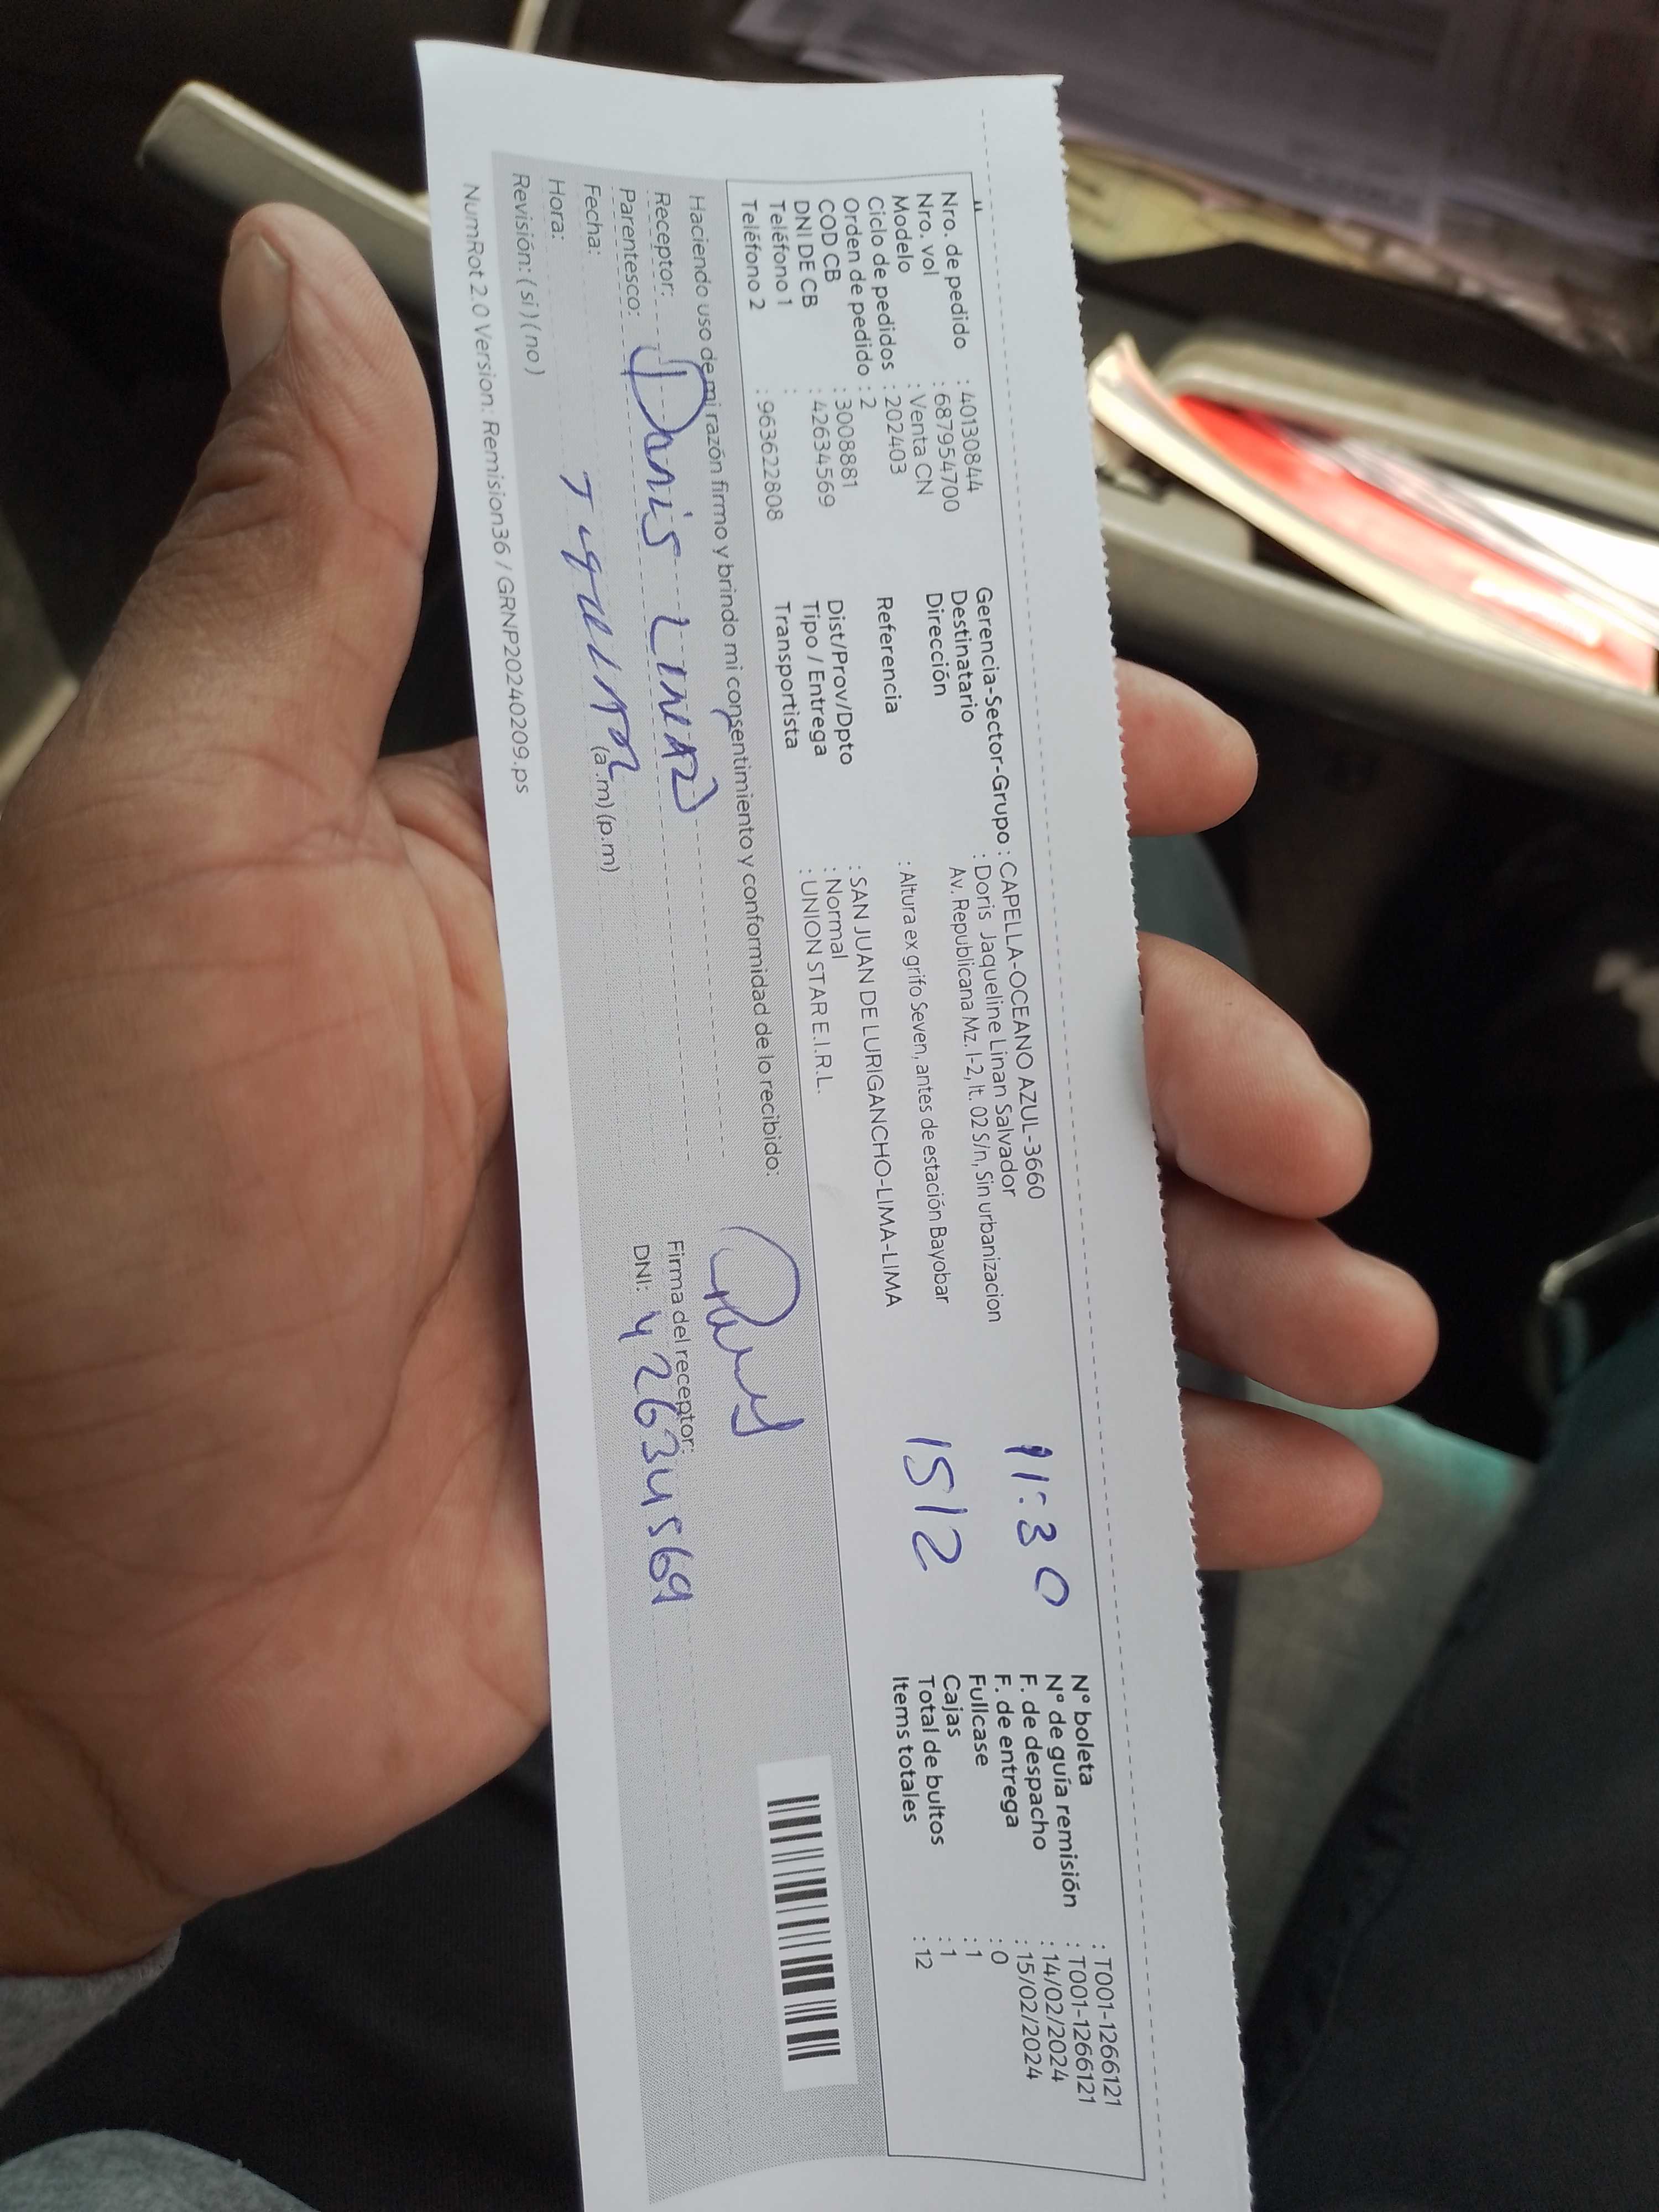 Nro. de pedido : 40130844
Nro. vol : 687954700
Modelo : Venta CN
Ciclo de pedidos : 202403
Orden de pedido : 2
COD CB : 3008881
DNI DE CB : 42634569
Teléfono 1 :
Teléfono 2 : 963622808
Gerencia-Sector-Grupo : CAPELLA-OCEANO AZUL-3660
Destinatario : Doris Jaqueline Linan Salvador
Dirección Av. Republicana Mz. I-2, lt. 02 S/n, Sin urbanizacion
Referencia : Altura ex grifo Seven, antes de estación Bayobar
Dist/Prov/Dpto : SAN JUAN DE LURIGANCHO-LIMA-LIMA
Tipo / Entrega : Normal
Transportista : UNION STAR E.I.R.L.
11:30
15/2
N° boleta : T001-1266121
N° de guía remisión : T001-1266121
F. de despacho : 14/02/2024
F. de entrega : 15/02/2024
Fullcase : 0
Cajas : 1
Total de bultos : 1
Items totales : 12
Haciendo uso de mi razón firmo y brindo mi consentimiento y conformidad de lo recibido:
Receptor:
Parentesco:
Fecha:
Hora: (a.m) (p.m)
Revisión: ( si ) ( no )
Firma del receptor:
DNI: 42634569
NumRot 2.0 Version: Remision36 / GRNP20240209.ps